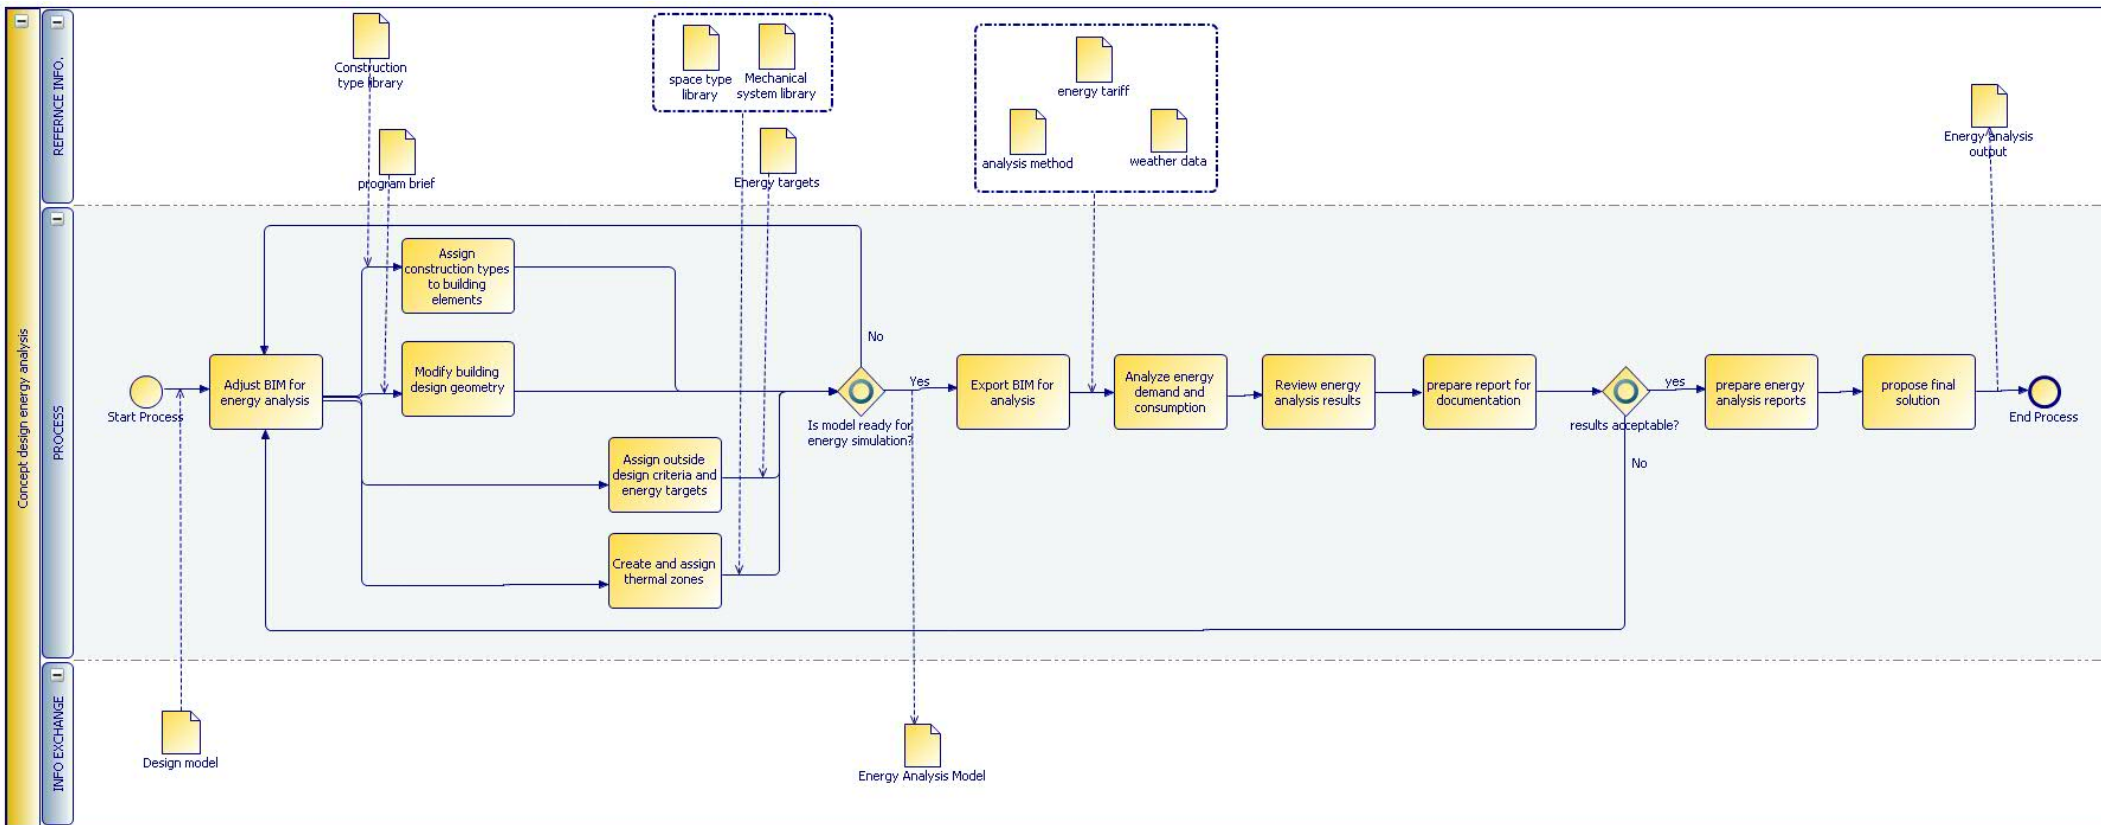 Concept design energy analysis
REFERENCE INFO.
Construction
type library
program brief
space type
library
Mechanical
system library
Energy targets
energy tariff
analysis method
weather data
Energy analysis
output
PROCESS
Start Process
Adjust BIM for
energy analysis
Assign
construction types
to building
elements
Modify building
design geometry
Assign outside
design criteria and
energy targets
Create and assign
thermal zones
No
Yes
Is model ready for
energy simulation?
Export BIM for
analysis
Analyze energy
demand and
consumption
Review energy
analysis results
prepare report for
documentation
yes
results acceptable?
No
prepare energy
analysis reports
propose final
solution
End Process
INFO EXCHANGE
Design model
Energy Analysis Model